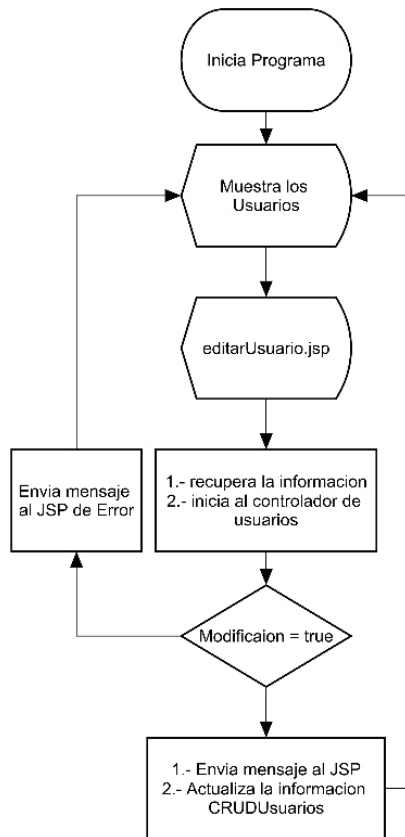 Inicia Programa
Muestra los
Usuarios
editarUsuario.jsp
Envia mensaje
al JSP de Error
1.- recupera la informacion
2.- inicia al controlador de
usuarios
Modificaion = true
1.- Envia mensaje al JSP
2.- Actualiza la informacion
CRUDUsuarios